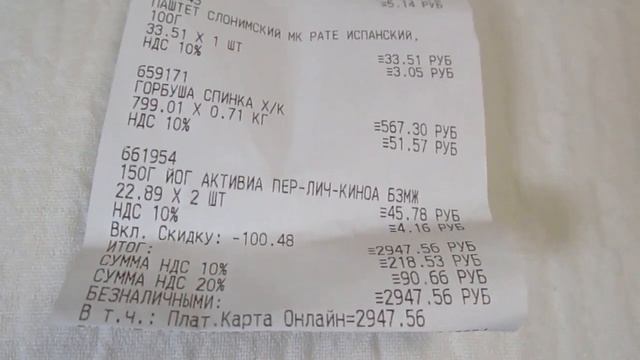 ≡5.14 РУБ
ПАШТЕТ СЛОНИМСКИЙ МК PATE ИСПАНСКИЙ,
100Г
33.51 X 1 ШТ ≡33.51 РУБ
НДС 10% ≡3.05 РУБ
659171
ГОРБУША СПИНКА Х/К
799.01 X 0.71 КГ ≡567.30 РУБ
НДС 10% ≡51.57 РУБ
661954
150Г ЙОГ АКТИВИА ПЕР-ЛИЧ-КИНОА БЗМЖ
22.89 X 2 ШТ ≡45.78 РУБ
НДС 10% ≡4.16 РУБ
Вкл. Скидку: -100.48
ИТОГ: ≡2947.56 РУБ
СУММА НДС 10% ≡218.53 РУБ
СУММА НДС 20% ≡90.66 РУБ
БЕЗНАЛИЧНЫМИ: ≡2947.56 РУБ
В т.ч.: Плат.Карта Онлайн=2947.56